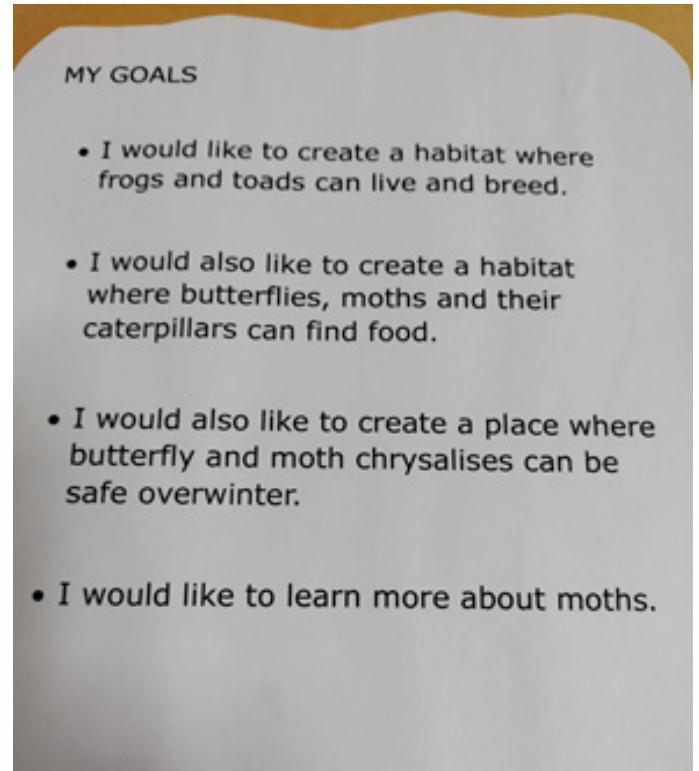 MY GOALS
• I would like to create a habitat where
frogs and toads can live and breed.
• I would also like to create a habitat
where butterflies, moths and their
caterpillars can find food.
• I would also like to create a place where
butterfly and moth chrysalises can be
safe overwinter.
• I would like to learn more about moths.